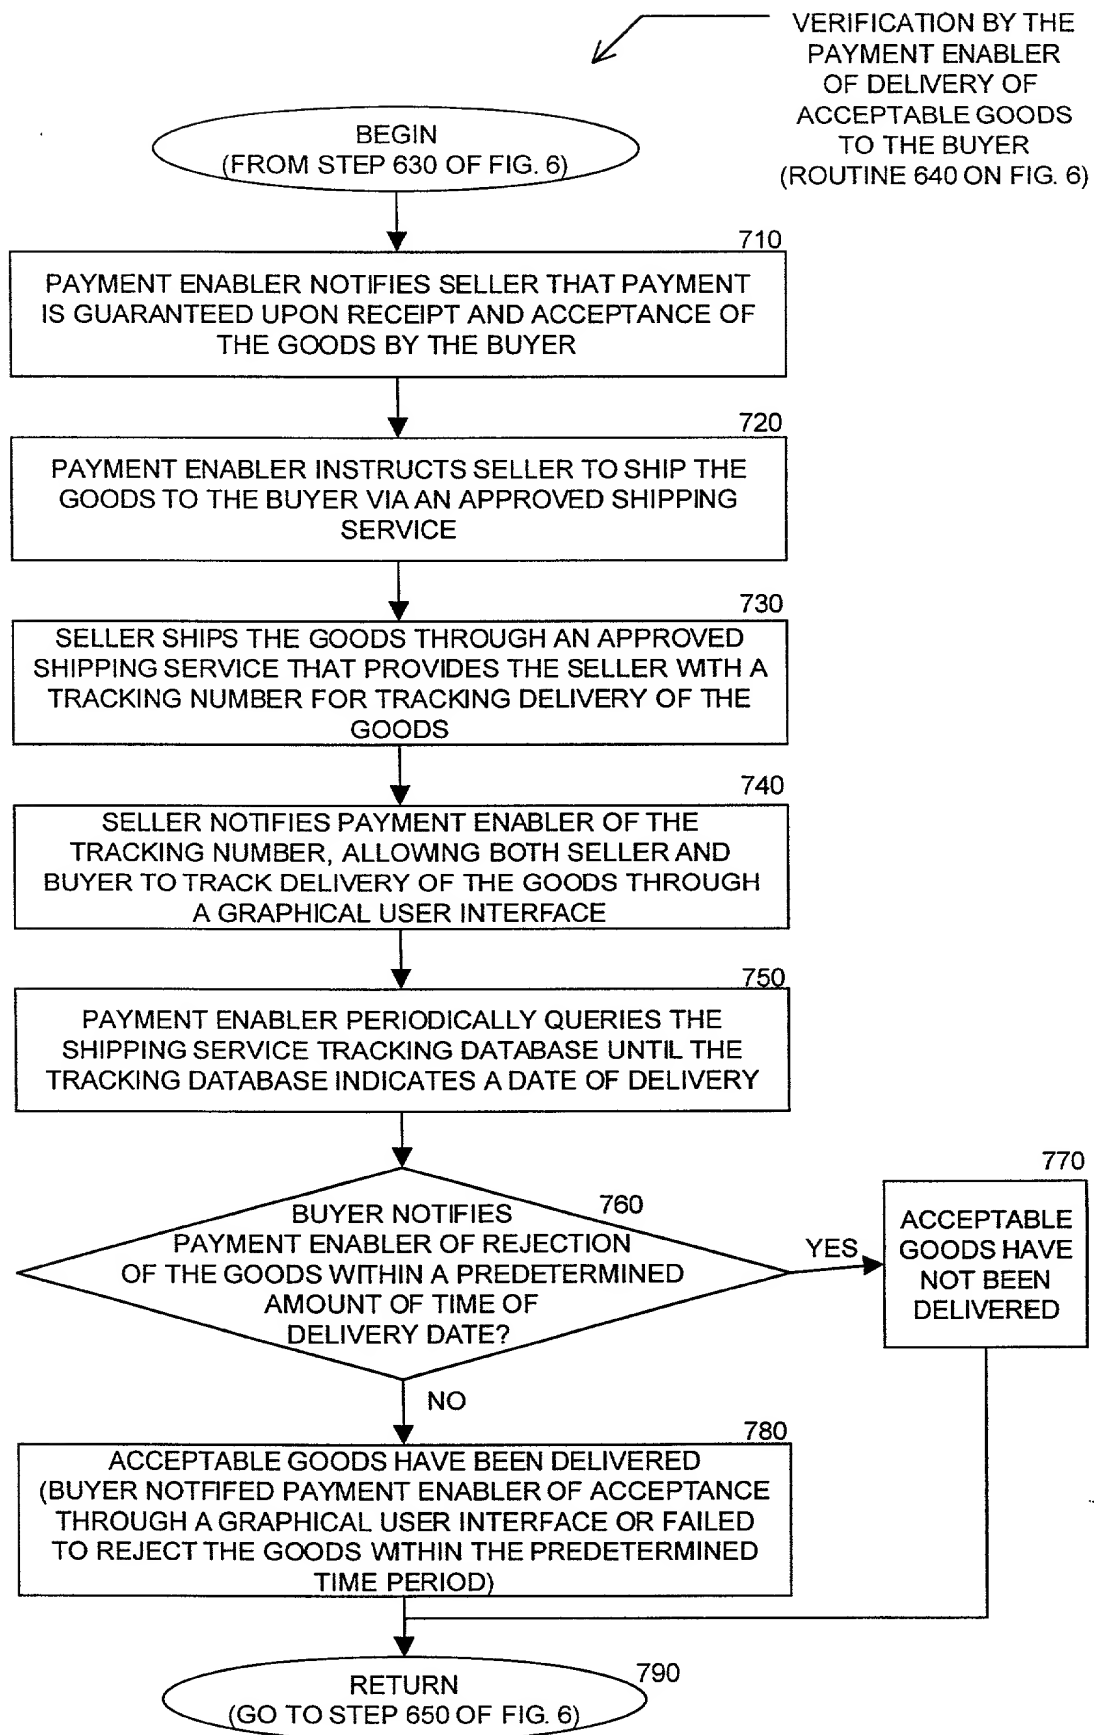 VERIFICATION BY THE
PAYMENT ENABLER
OF DELIVERY OF
ACCEPTABLE GOODS
TO THE BUYER
(ROUTINE 640 ON FIG. 6)
BEGIN
(FROM STEP 630 OF FIG. 6)
710
PAYMENT ENABLER NOTIFIES SELLER THAT PAYMENT
IS GUARANTEED UPON RECEIPT AND ACCEPTANCE OF
THE GOODS BY THE BUYER
720
PAYMENT ENABLER INSTRUCTS SELLER TO SHIP THE
GOODS TO THE BUYER VIA AN APPROVED SHIPPING
SERVICE
730
SELLER SHIPS THE GOODS THROUGH AN APPROVED
SHIPPING SERVICE THAT PROVIDES THE SELLER WITH A
TRACKING NUMBER FOR TRACKING DELIVERY OF THE
GOODS
740
SELLER NOTIFIES PAYMENT ENABLER OF THE
TRACKING NUMBER, ALLOWING BOTH SELLER AND
BUYER TO TRACK DELIVERY OF THE GOODS THROUGH
A GRAPHICAL USER INTERFACE
750
PAYMENT ENABLER PERIODICALLY QUERIES THE
SHIPPING SERVICE TRACKING DATABASE UNTIL THE
TRACKING DATABASE INDICATES A DATE OF DELIVERY
760
BUYER NOTIFIES
PAYMENT ENABLER OF REJECTION
OF THE GOODS WITHIN A PREDETERMINED
AMOUNT OF TIME OF
DELIVERY DATE?
YES
770
ACCEPTABLE
GOODS HAVE
NOT BEEN
DELIVERED
NO
780
ACCEPTABLE GOODS HAVE BEEN DELIVERED
(BUYER NOTFIFED PAYMENT ENABLER OF ACCEPTANCE
THROUGH A GRAPHICAL USER INTERFACE OR FAILED
TO REJECT THE GOODS WITHIN THE PREDETERMINED
TIME PERIOD)
790
RETURN
(GO TO STEP 650 OF FIG. 6)